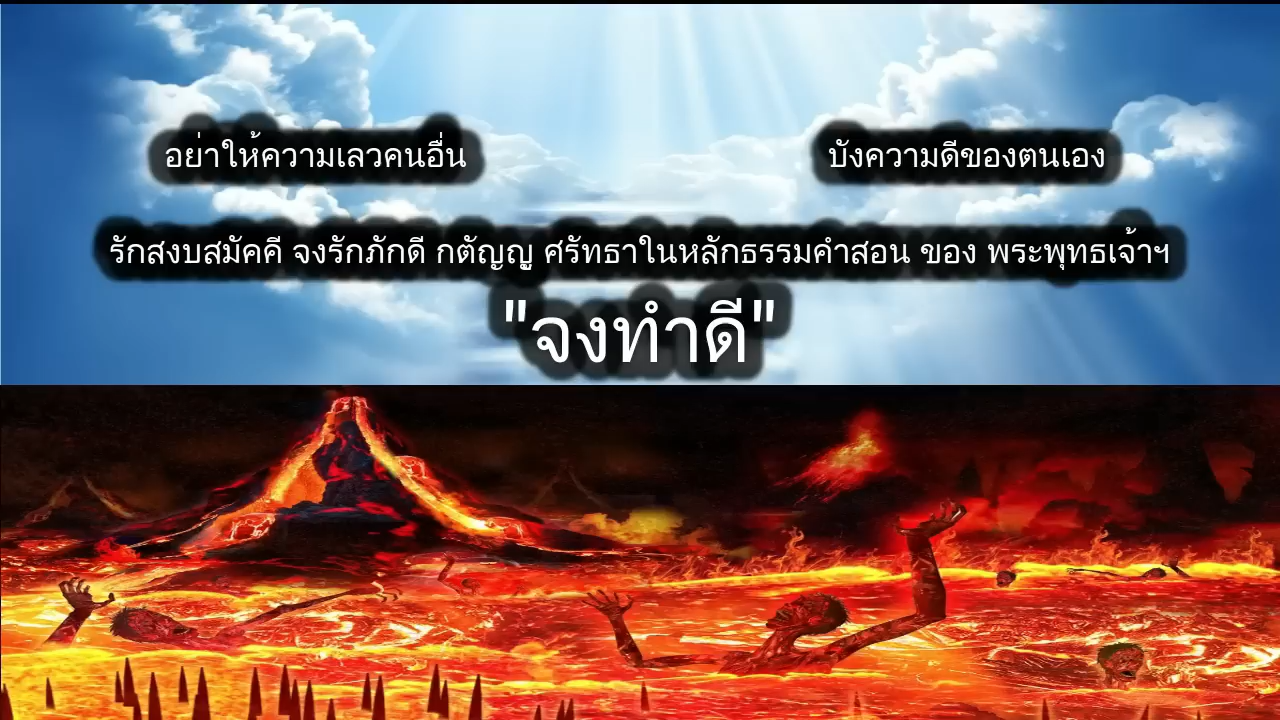 อย่าให้ความเลวคนอื่น บังความดีของตนเอง
รักสงบสมัคคี จงรักภักดี กตัญญู ศรัทธาในหลักธรรมคำสอน ของ พระพุทธเจ้าฯ
"จงทำดี"